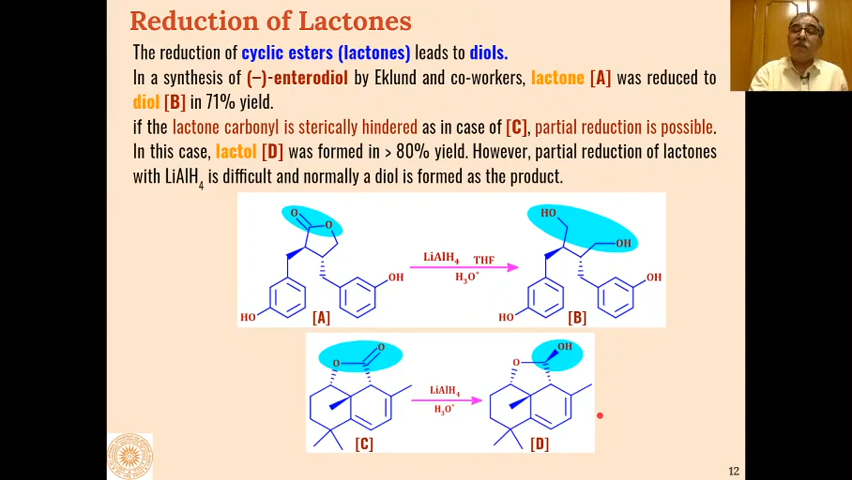 Reduction of Lactones
The reduction of cyclic esters (lactones) leads to diols.
In a synthesis of (–)-enterodiol by Eklund and co-workers, lactone [A] was reduced to
diol [B] in 71% yield.
if the lactone carbonyl is sterically hindered as in case of [C], partial reduction is possible.
In this case, lactol [D] was formed in > 80% yield. However, partial reduction of lactones
with LiAlH4 is difficult and normally a diol is formed as the product.
O
O
HO
OH
[A]
LiAlH4 THF
H3O+
HO
OH
HO
OH
[B]
O
O
[C]
LiAlH4
H3O+
O
OH
[D]
12